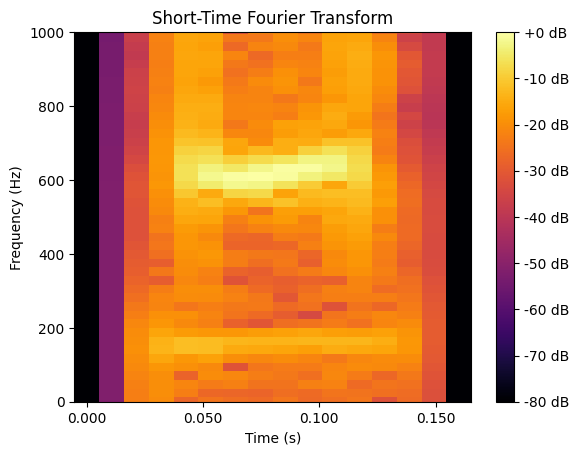 Short-Time Fourier Transform
1000
800
600
400
200
0
Frequency (Hz)
0.000
0.050
0.100
0.150
Time (s)
+0 dB
-10 dB
-20 dB
-30 dB
-40 dB
-50 dB
-60 dB
-70 dB
-80 dB